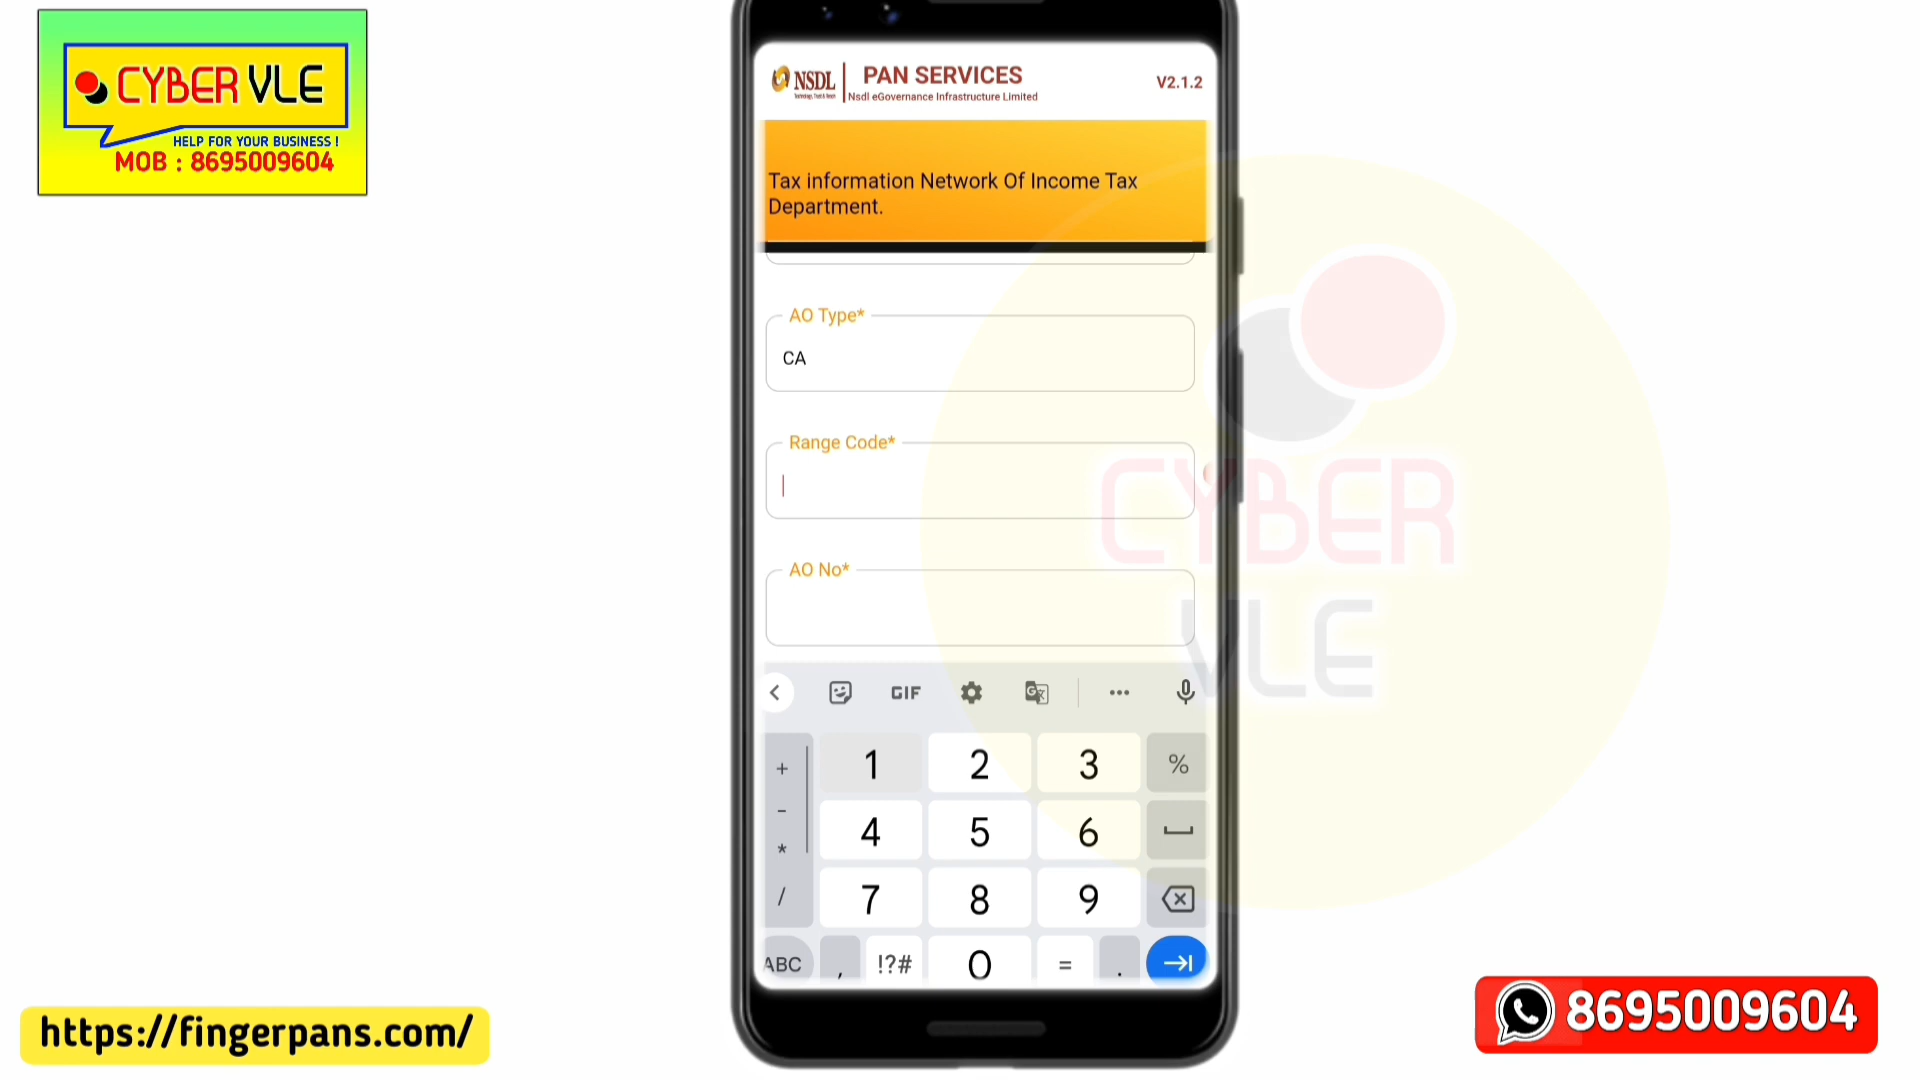 CYBER VLE
HELP FOR YOUR BUSINESS !
MOB : 8695009604
NSDL
PAN SERVICES
Nsdl eGovernance Infrastructure Limited
V2.1.2
Tax information Network Of Income Tax
Department.
AO Type*
CA
Range Code*
AO No*
CYBER
VLE
GIF
+ 1 2 3 %
- 4 5 6
*
/ 7 8 9
ABC , !?# 0 = .
https://fingerpans.com/
8695009604